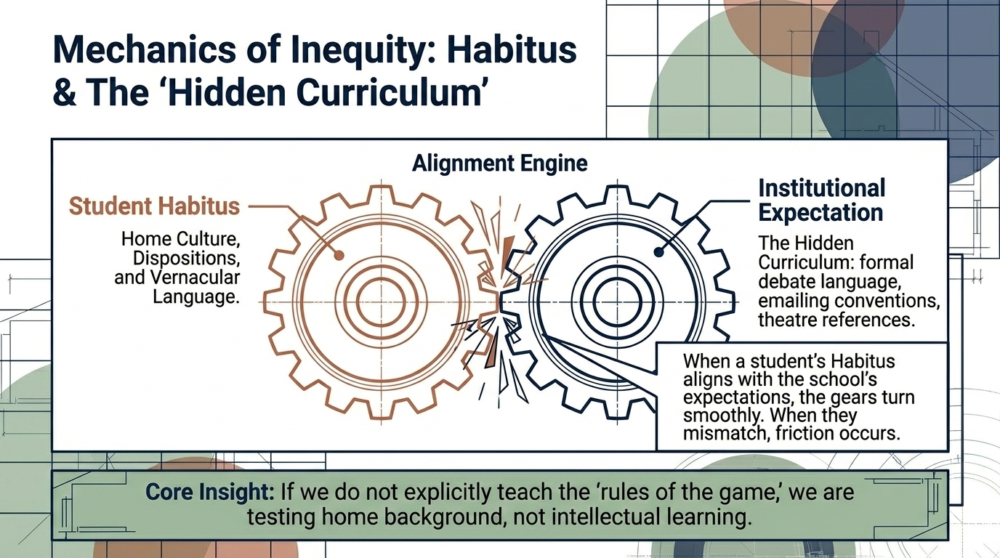 Mechanics of Inequity: Habitus
& The ‘Hidden Curriculum’
Alignment Engine
Student Habitus
Home Culture,
Dispositions,
and Vernacular
Language.
Institutional
Expectation
The Hidden
Curriculum: formal
debate language,
emailing conventions,
theatre references.
When a student’s Habitus
aligns with the school’s
expectations, the gears turn
smoothly. When they
mismatch, friction occurs.
Core Insight: If we do not explicitly teach the ‘rules of the game,’ we are
testing home background, not intellectual learning.